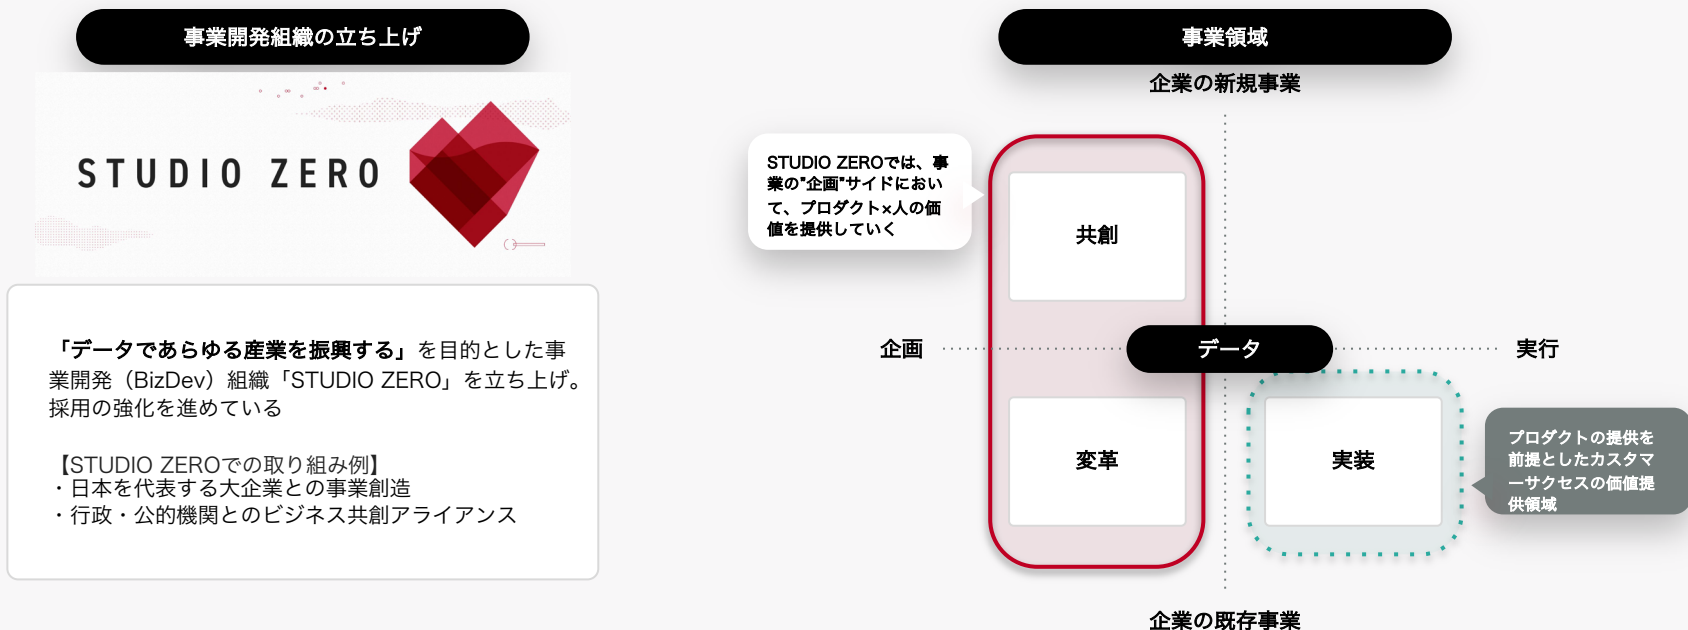 事業開発組織の立ち上げ
STUDIO ZERO
「データであらゆる産業を振興する」を目的とした事
業開発（BizDev）組織「STUDIO ZERO」を立ち上げ。
採用の強化を進めている
【STUDIO ZEROでの取り組み例】
・日本を代表する大企業との事業創造
・行政・公的機関とのビジネス共創アライアンス
事業領域
企業の新規事業
STUDIO ZEROでは、事
業の"企画"サイドにおい
て、プロダクト×人の価
値を提供していく
共創
企画
データ
実行
変革
実装
プロダクトの提供を
前提としたカスタマ
ーサクセスの価値提
供領域
企業の既存事業